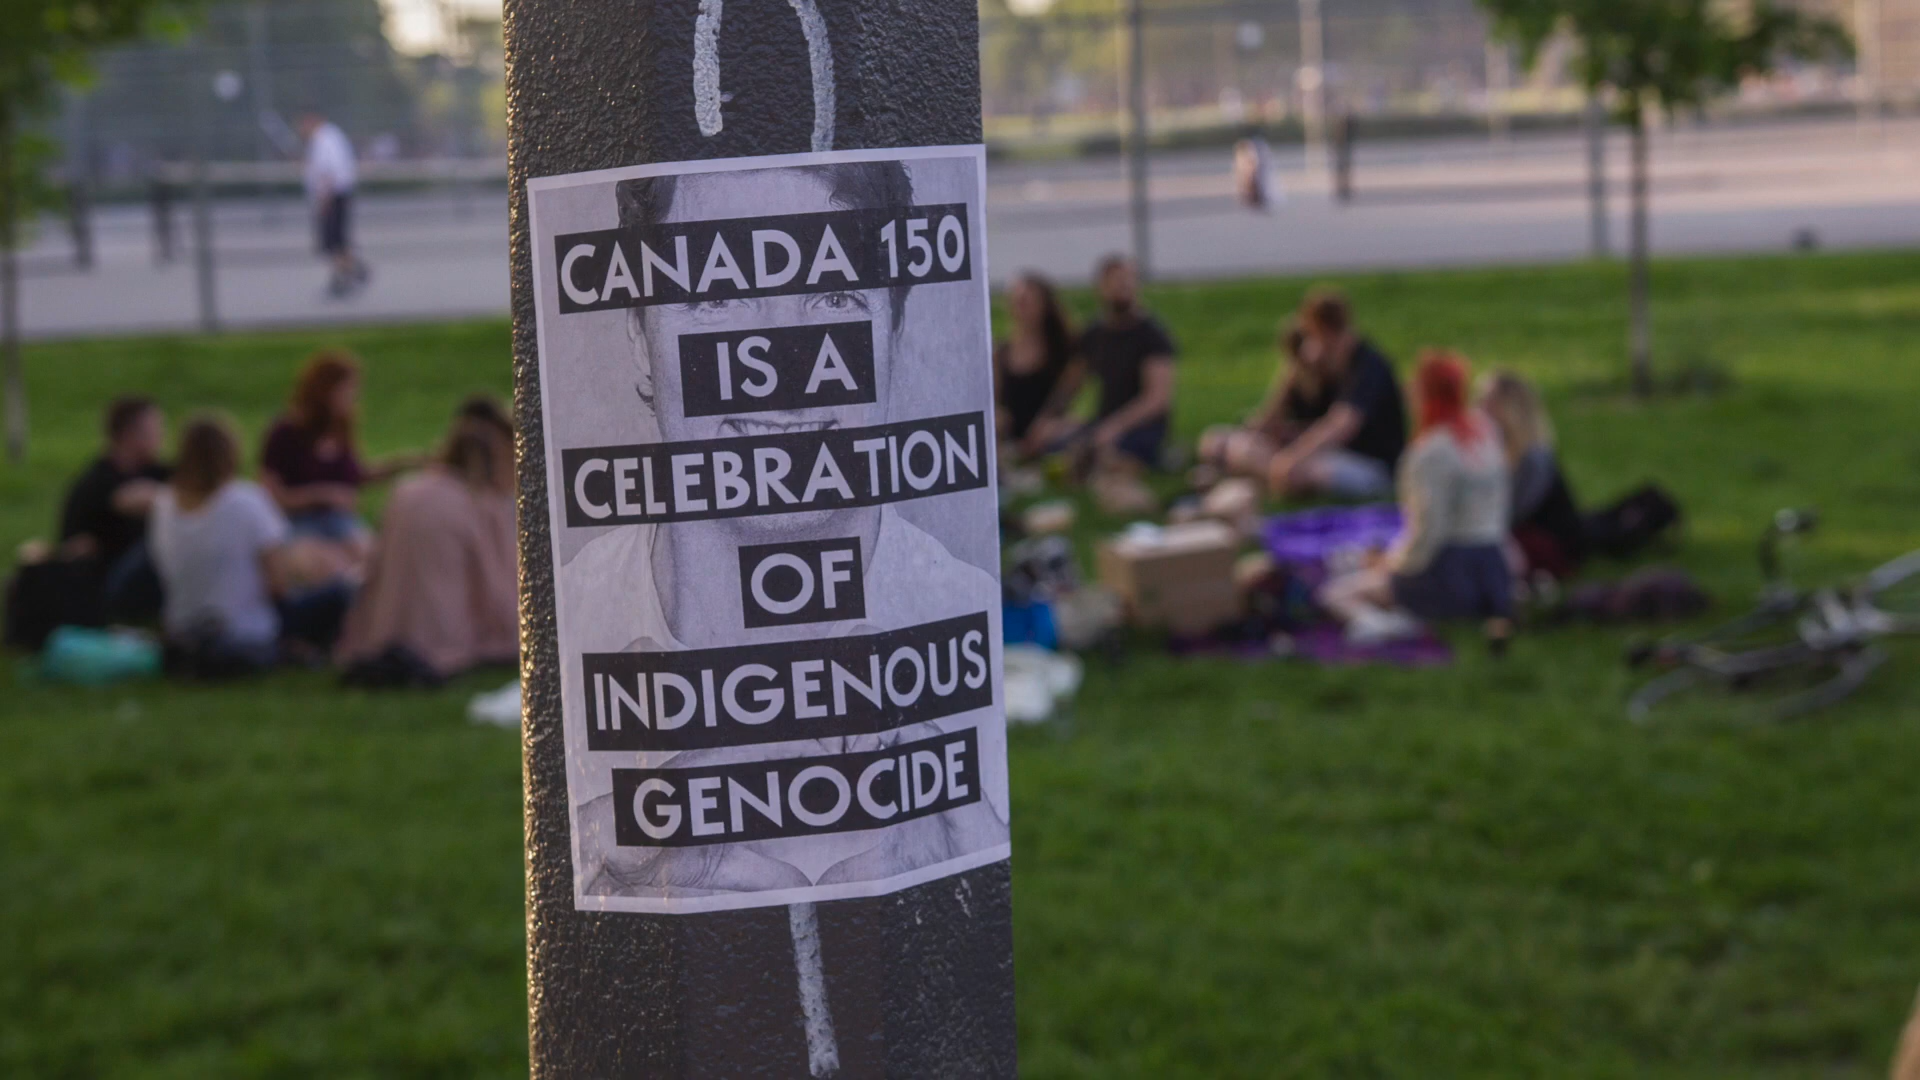 CANADA 150
IS A
CELEBRATION
OF
INDIGENOUS
GENOCIDE